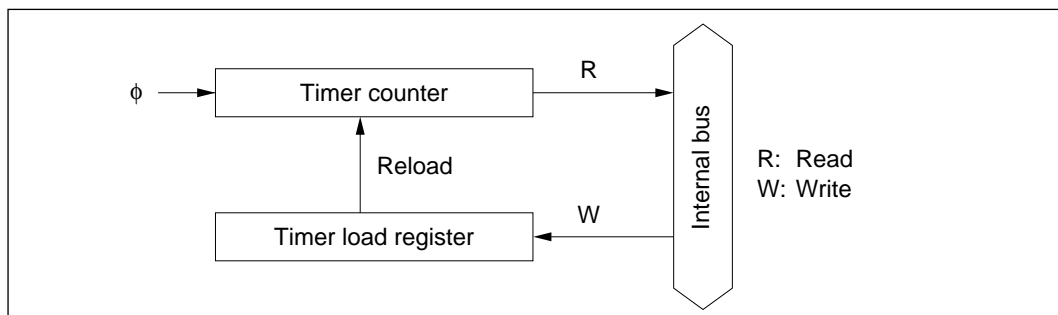 R
ϕ
Timer counter
Reload
Internal bus
R: Read
W: Write
W
Timer load register